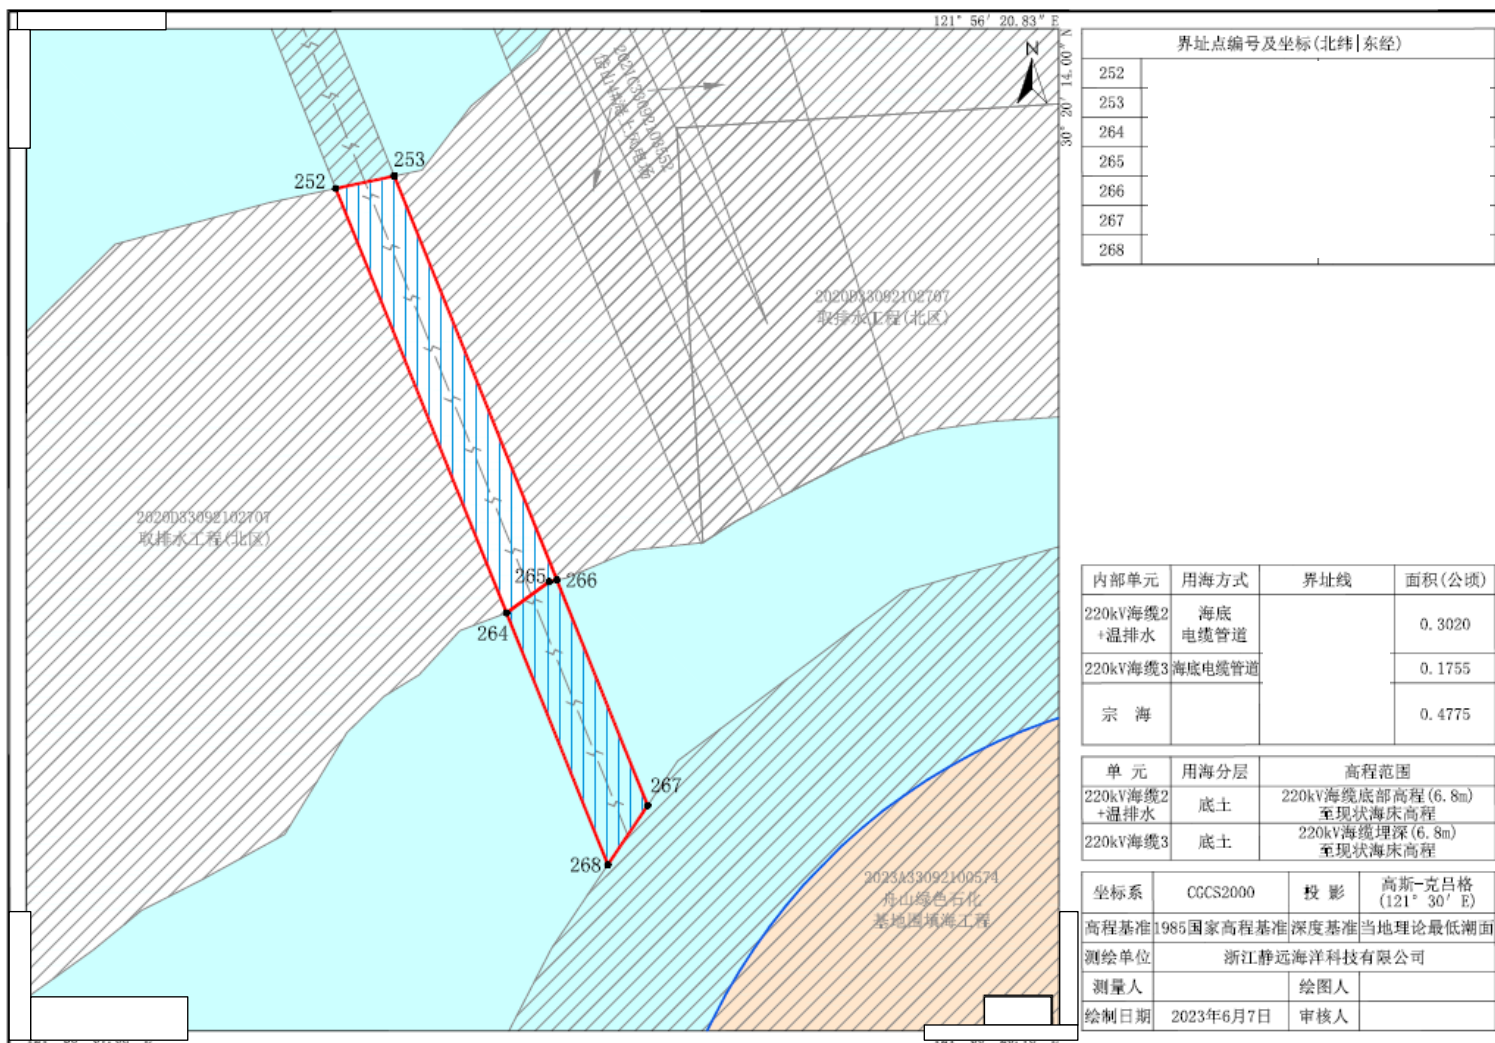 121° 56′ 20.83″ E
30° 20′ 14.00″ N
N
253
252
2020D33092102707
取排水工程(北区)
2020D33092102707
取排水工程(北区)
265
266
264
267
268
2023A33092100574
舟山绿色石化
基地围填海工程
界址点编号及坐标(北纬|东经)
252
253
264
265
266
267
268
内部单元 用海方式 界址线 面积(公顷)
220kV海缆2
+温排水 海底
电缆管道 0.3020
220kV海缆3 海底电缆管道 0.1755
宗 海 0.4775
单 元 用海分层 高程范围
220kV海缆2
+温排水 底土 220kV海缆底部高程(6.8m)
至现状海床高程
220kV海缆3 底土 220kV海缆埋深(6.8m)
至现状海床高程
坐标系 CGCS2000 投 影 高斯-克吕格
(121° 30′ E)
高程基准 1985国家高程基准 深度基准 当地理论最低潮面
测绘单位 浙江静远海洋科技有限公司
测量人 绘图人
绘制日期 2023年6月7日 审核人